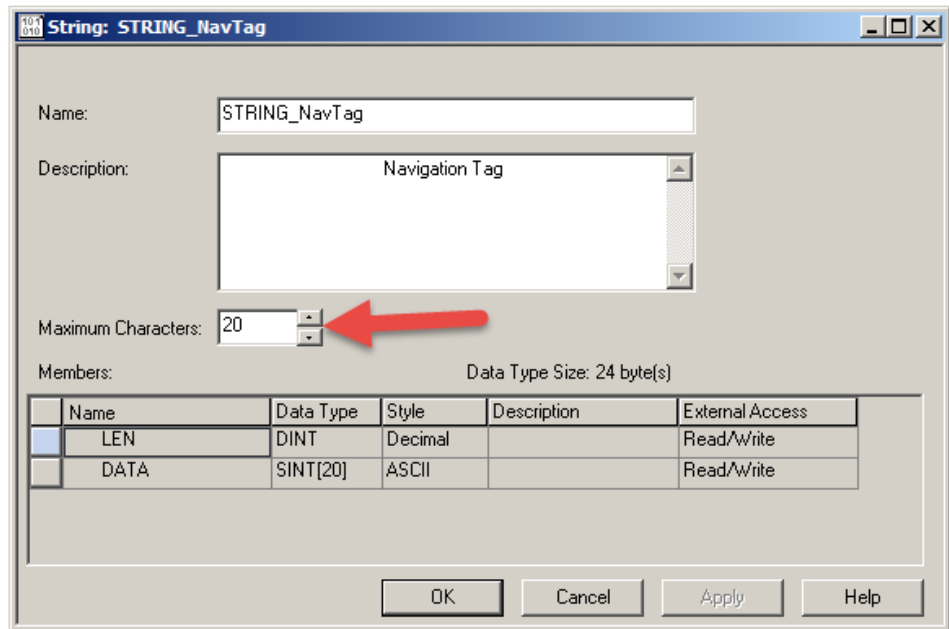 String: STRING_NavTag
Name: STRING_NavTag
Description: Navigation Tag
Maximum Characters: 20
Members: Data Type Size: 24 byte(s)
Name Data Type Style Description External Access
LEN DINT Decimal Read/Write
DATA SINT[20] ASCII Read/Write
OK Cancel Apply Help